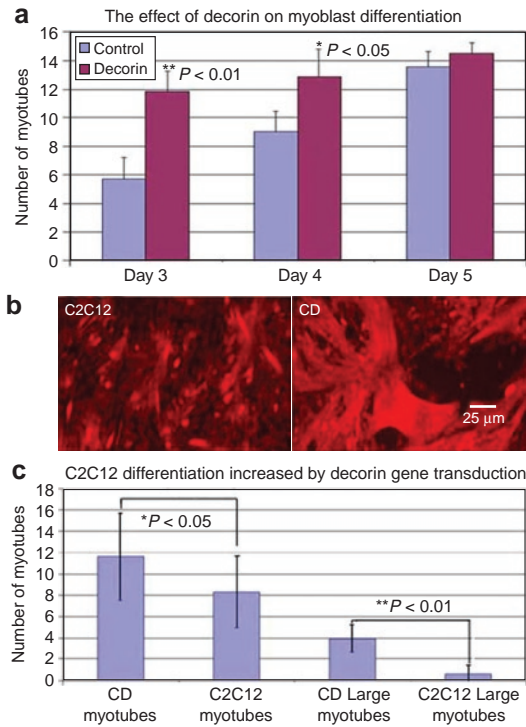 a
The effect of decorin on myoblast differentiation
Number of myotubes
16
14
12
10
8
6
4
2
0
Control
Decorin
** P < 0.01
* P < 0.05
Day 3 Day 4 Day 5
b
C2C12
CD
25 μm
c
C2C12 differentiation increased by decorin gene transduction
Number of myotubes
18
16
14
12
10
8
6
4
2
0
*P < 0.05
**P < 0.01
CD C2C12 CD Large C2C12 Large
myotubes myotubes myotubes myotubes